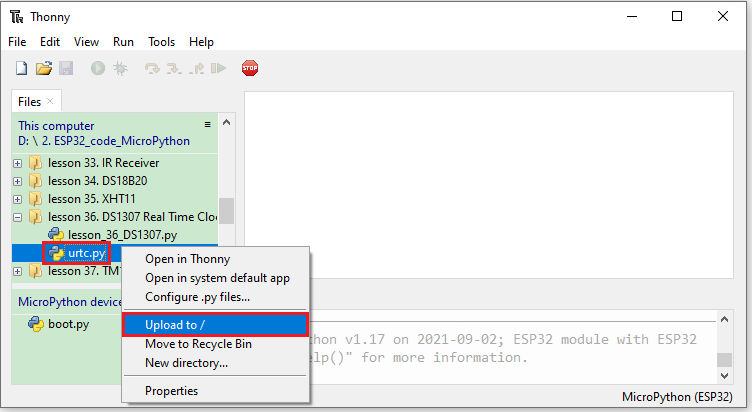 Thonny
File Edit View Run Tools Help
STOP
Files
This computer
D: \ 2. ESP32_code_MicroPython
lesson 33. IR Receiver
lesson 34. DS18B20
lesson 35. XHT11
lesson 36. DS1307 Real Time Cloc
lesson_36_DS1307.py
urtc.py
lesson 37. TM1
MicroPython device
boot.py
Open in Thonny
Open in system default app
Configure .py files...
Upload to /
Move to Recycle Bin
New directory...
Properties
thon v1.17 on 2021-09-02; ESP32 module with ESP32
elp()" for more information.
MicroPython (ESP32)